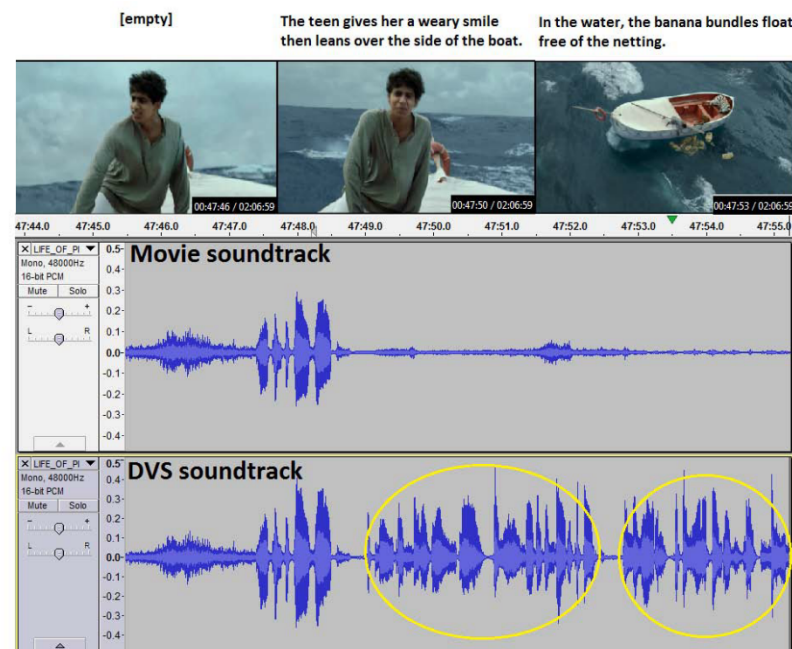 [empty]
The teen gives her a weary smile
then leans over the side of the boat.
In the water, the banana bundles float
free of the netting.
00:47:46 / 02:06:59
00:47:50 / 02:06:59
00:47:53 / 02:06:59
47:44.0 47:45.0 47:46.0 47:47.0 47:48.0 47:49.0 47:50.0 47:51.0 47:52.0 47:53.0 47:54.0 47:55.0
X LIFE_OF_PI ▼
Mono, 48000Hz
16-bit PCM
Mute Solo
- +
L R
0.5
0.4
0.3
0.2
0.1
0.0
-0.1
-0.2
-0.3
-0.4
Movie soundtrack
X LIFE_OF_PI ▼
Mono, 48000Hz
16-bit PCM
Mute Solo
- +
L R
0.5
0.4
0.3
0.2
0.1
0.0
-0.1
-0.2
-0.3
-0.4
DVS soundtrack